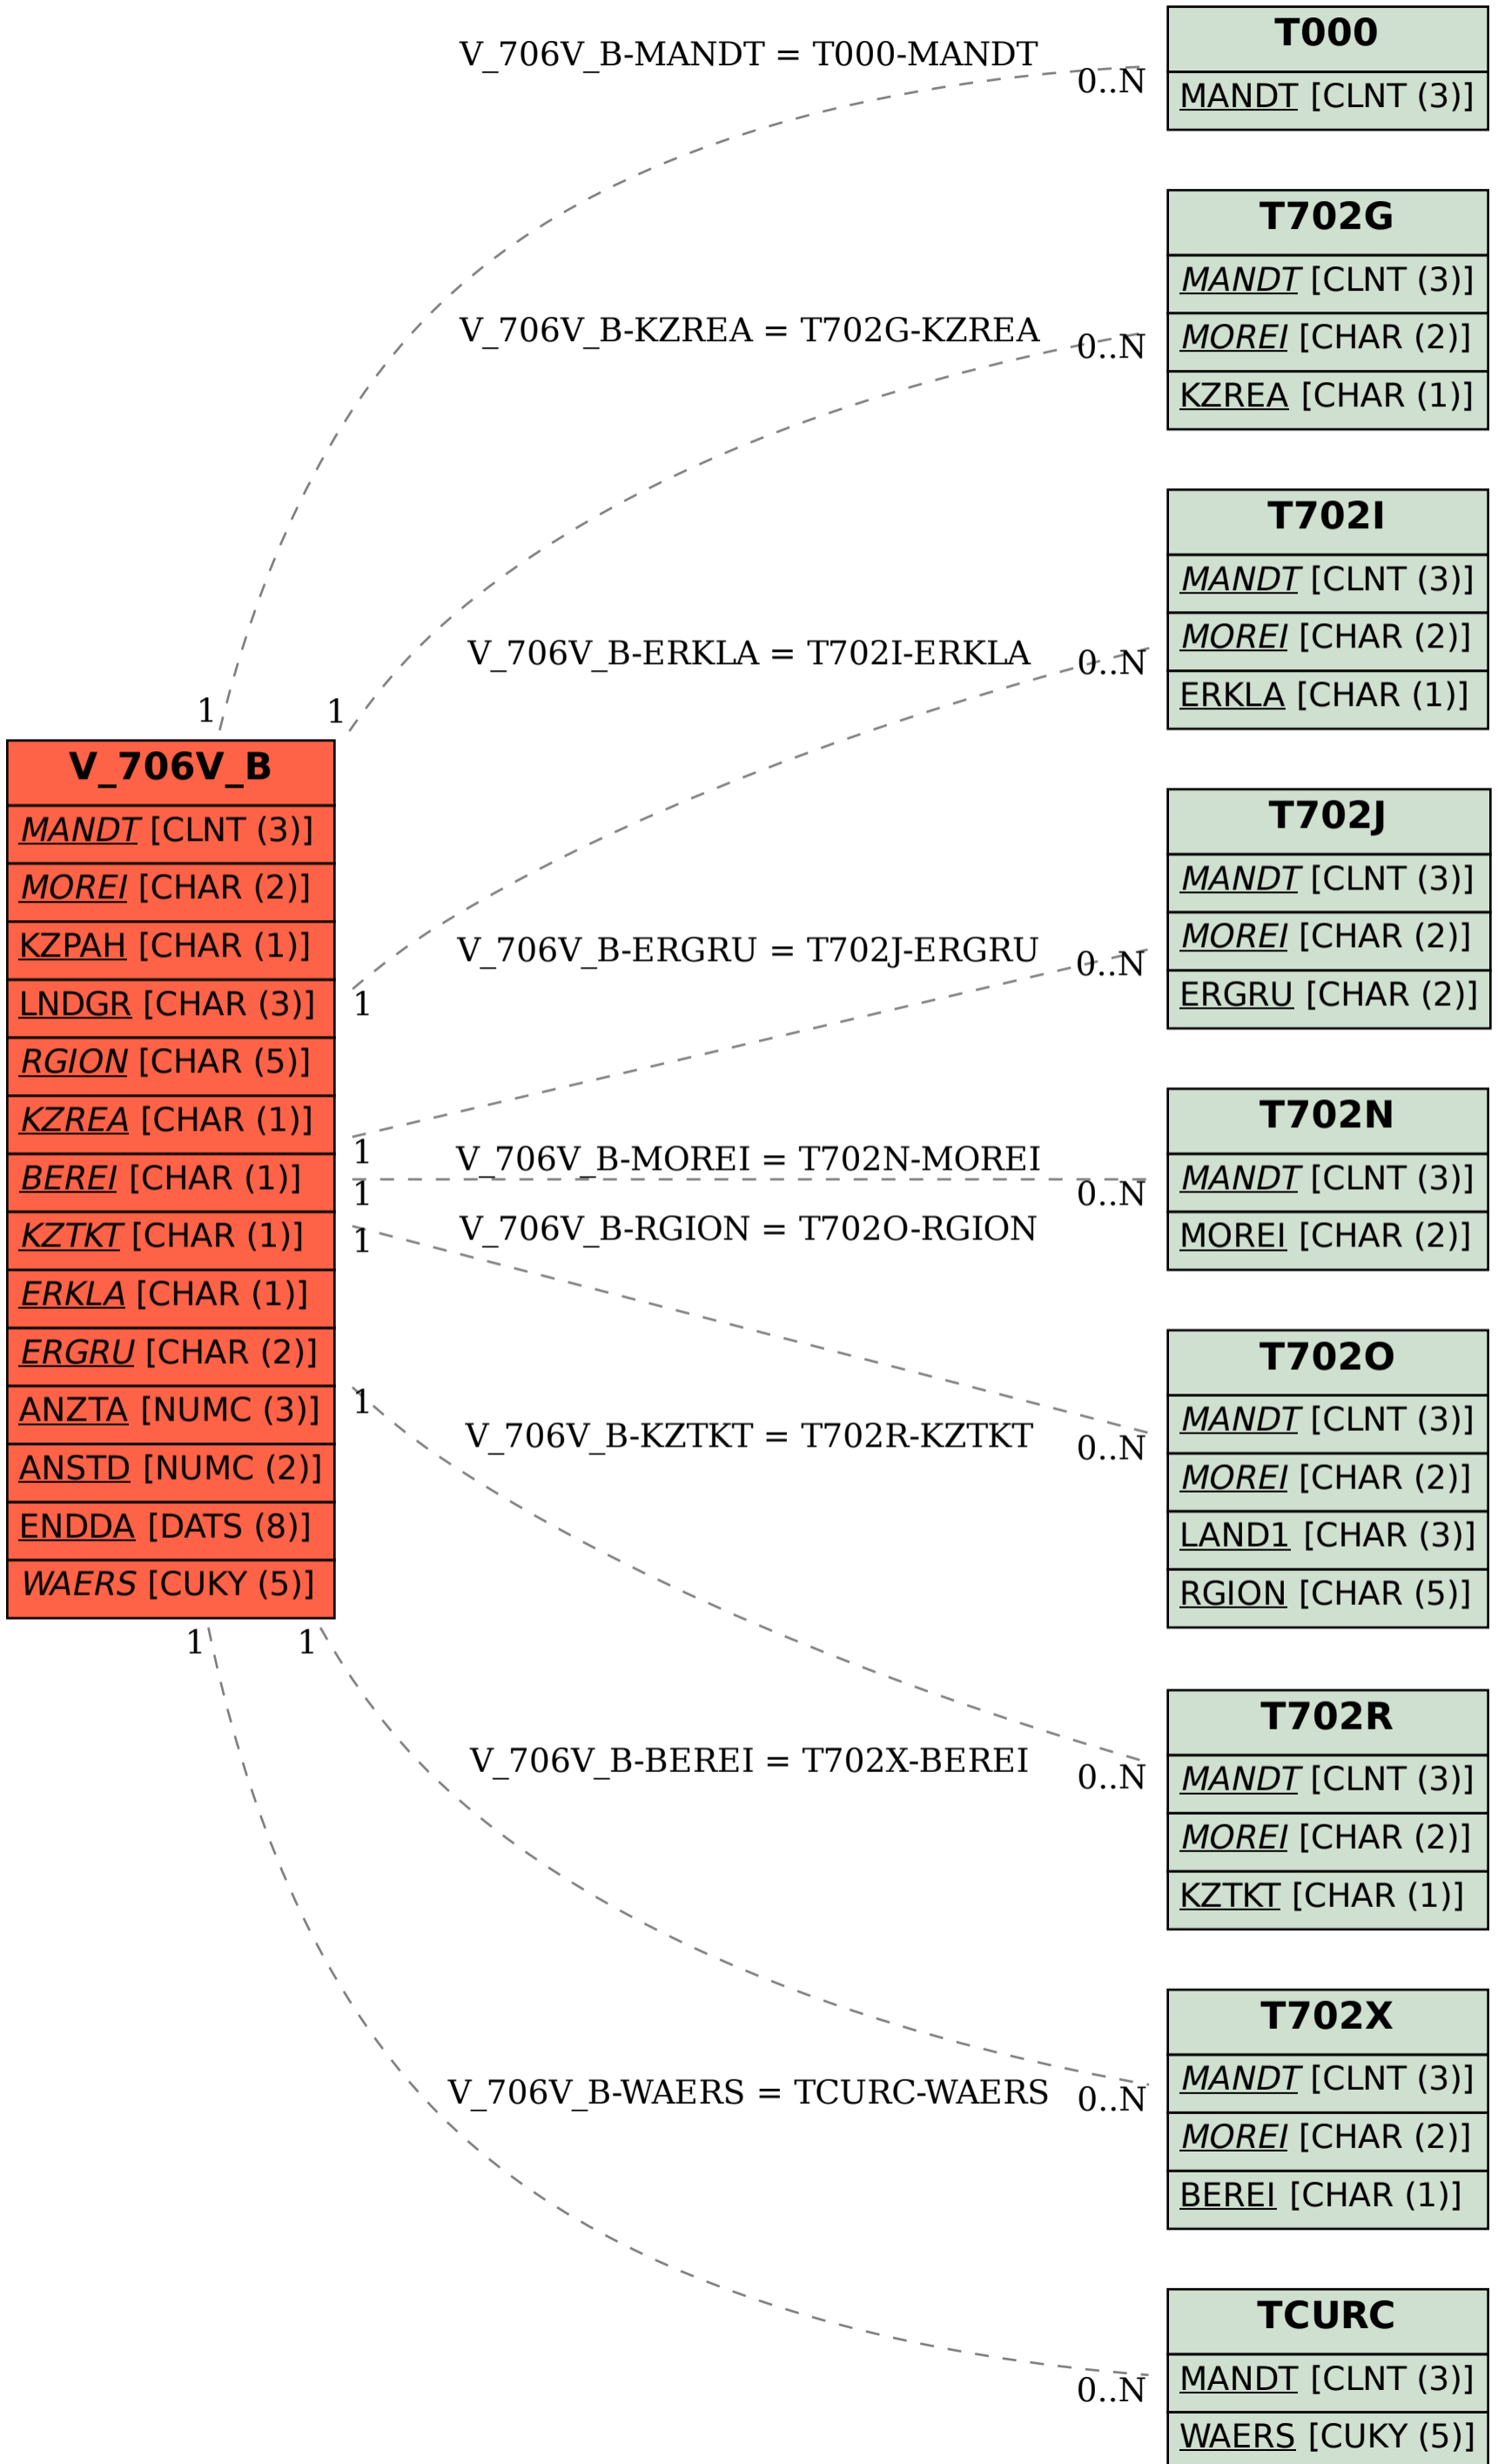 V_706V_B-MANDT = T000-MANDT
0..N
T000
MANDT [CLNT (3)]
V_706V_B-KZREA = T702G-KZREA
0..N
T702G
MANDT [CLNT (3)]
MOREI [CHAR (2)]
KZREA [CHAR (1)]
V_706V_B-ERKLA = T702I-ERKLA
0..N
T702I
MANDT [CLNT (3)]
MOREI [CHAR (2)]
ERKLA [CHAR (1)]
1
1
V_706V_B
MANDT [CLNT (3)]
MOREI [CHAR (2)]
KZPAH [CHAR (1)]
LNDGR [CHAR (3)]
RGION [CHAR (5)]
KZREA [CHAR (1)]
BEREI [CHAR (1)]
KZTKT [CHAR (1)]
ERKLA [CHAR (1)]
ERGRU [CHAR (2)]
ANZTA [NUMC (3)]
ANSTD [NUMC (2)]
ENDDA [DATS (8)]
WAERS [CUKY (5)]
1
V_706V_B-ERGRU = T702J-ERGRU
0..N
T702J
MANDT [CLNT (3)]
MOREI [CHAR (2)]
ERGRU [CHAR (2)]
1
V_706V_B-MOREI = T702N-MOREI
1
0..N
T702N
MANDT [CLNT (3)]
MOREI [CHAR (2)]
1
V_706V_B-RGION = T702O-RGION
0..N
T702O
MANDT [CLNT (3)]
MOREI [CHAR (2)]
LAND1 [CHAR (3)]
RGION [CHAR (5)]
1
V_706V_B-KZTKT = T702R-KZTKT
0..N
T702R
MANDT [CLNT (3)]
MOREI [CHAR (2)]
KZTKT [CHAR (1)]
1
1
V_706V_B-BEREI = T702X-BEREI
0..N
T702X
MANDT [CLNT (3)]
MOREI [CHAR (2)]
BEREI [CHAR (1)]
V_706V_B-WAERS = TCURC-WAERS
0..N
TCURC
MANDT [CLNT (3)]
WAERS [CUKY (5)]